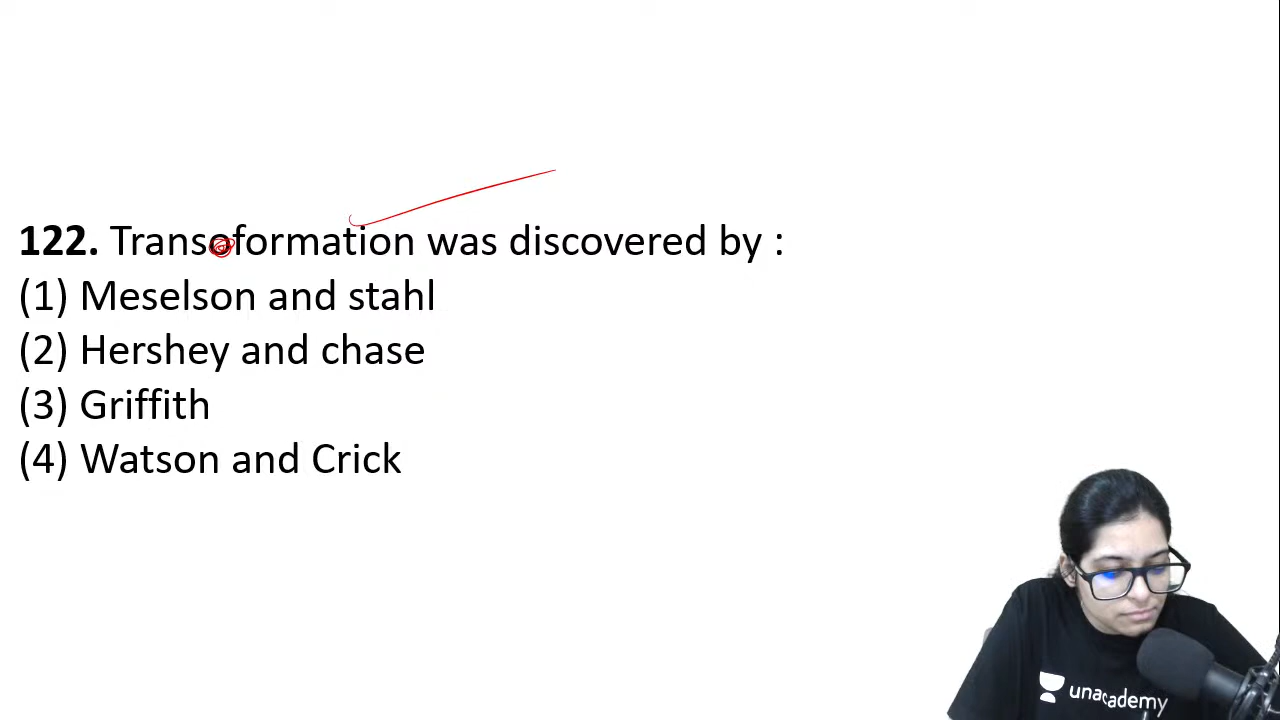 122. Transeformation was discovered by :
(1) Meselson and stahl
(2) Hershey and chase
(3) Griffith
(4) Watson and Crick
unacademy